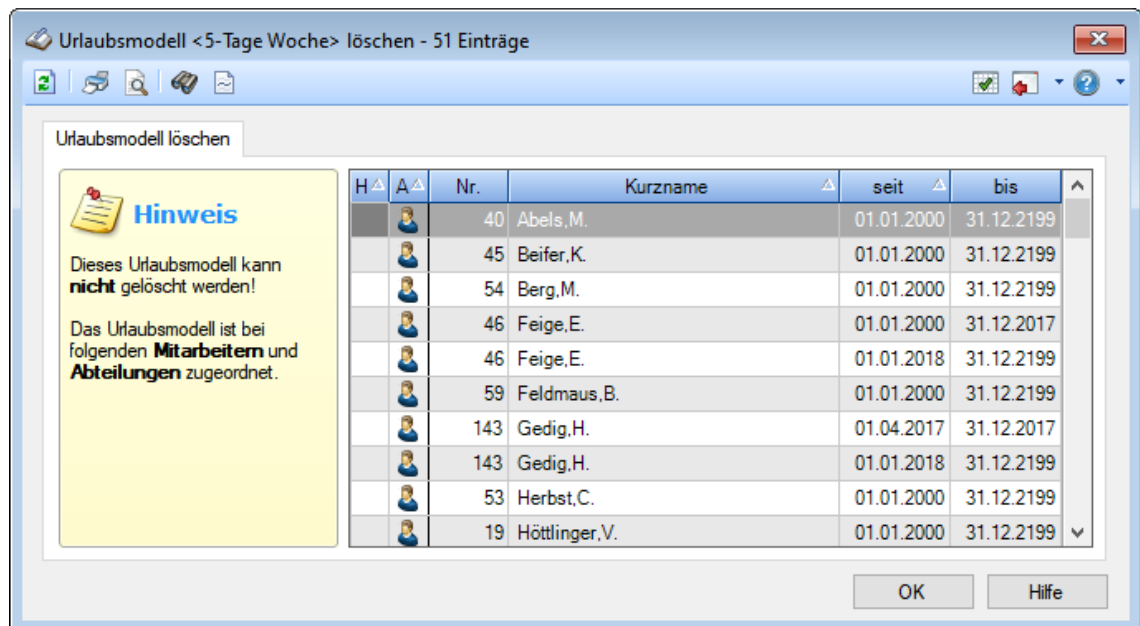 Urlaubsmodell <5-Tage Woche> löschen - 51 Einträge
Urlaubsmodell löschen
Hinweis
Dieses Urlaubsmodell kann
nicht gelöscht werden!
Das Urlaubsmodell ist bei
folgenden Mitarbeitern und
Abteilungen zugeordnet.
H A Nr. Kurzname seit bis
40 Abels,M. 01.01.2000 31.12.2199
45 Beifer,K. 01.01.2000 31.12.2199
54 Berg,M. 01.01.2000 31.12.2199
46 Feige,E. 01.01.2000 31.12.2017
46 Feige,E. 01.01.2018 31.12.2199
59 Feldmaus,B. 01.01.2000 31.12.2199
143 Gedig,H. 01.04.2017 31.12.2017
143 Gedig,H. 01.01.2018 31.12.2199
53 Herbst,C. 01.01.2000 31.12.2199
19 Höttlinger,V. 01.01.2000 31.12.2199
OK Hilfe